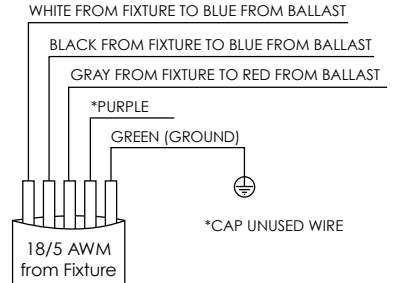 WHITE FROM FIXTURE TO BLUE FROM BALLAST
BLACK FROM FIXTURE TO BLUE FROM BALLAST
GRAY FROM FIXTURE TO RED FROM BALLAST
*PURPLE
GREEN (GROUND)
*CAP UNUSED WIRE
18/5 AWM
from Fixture